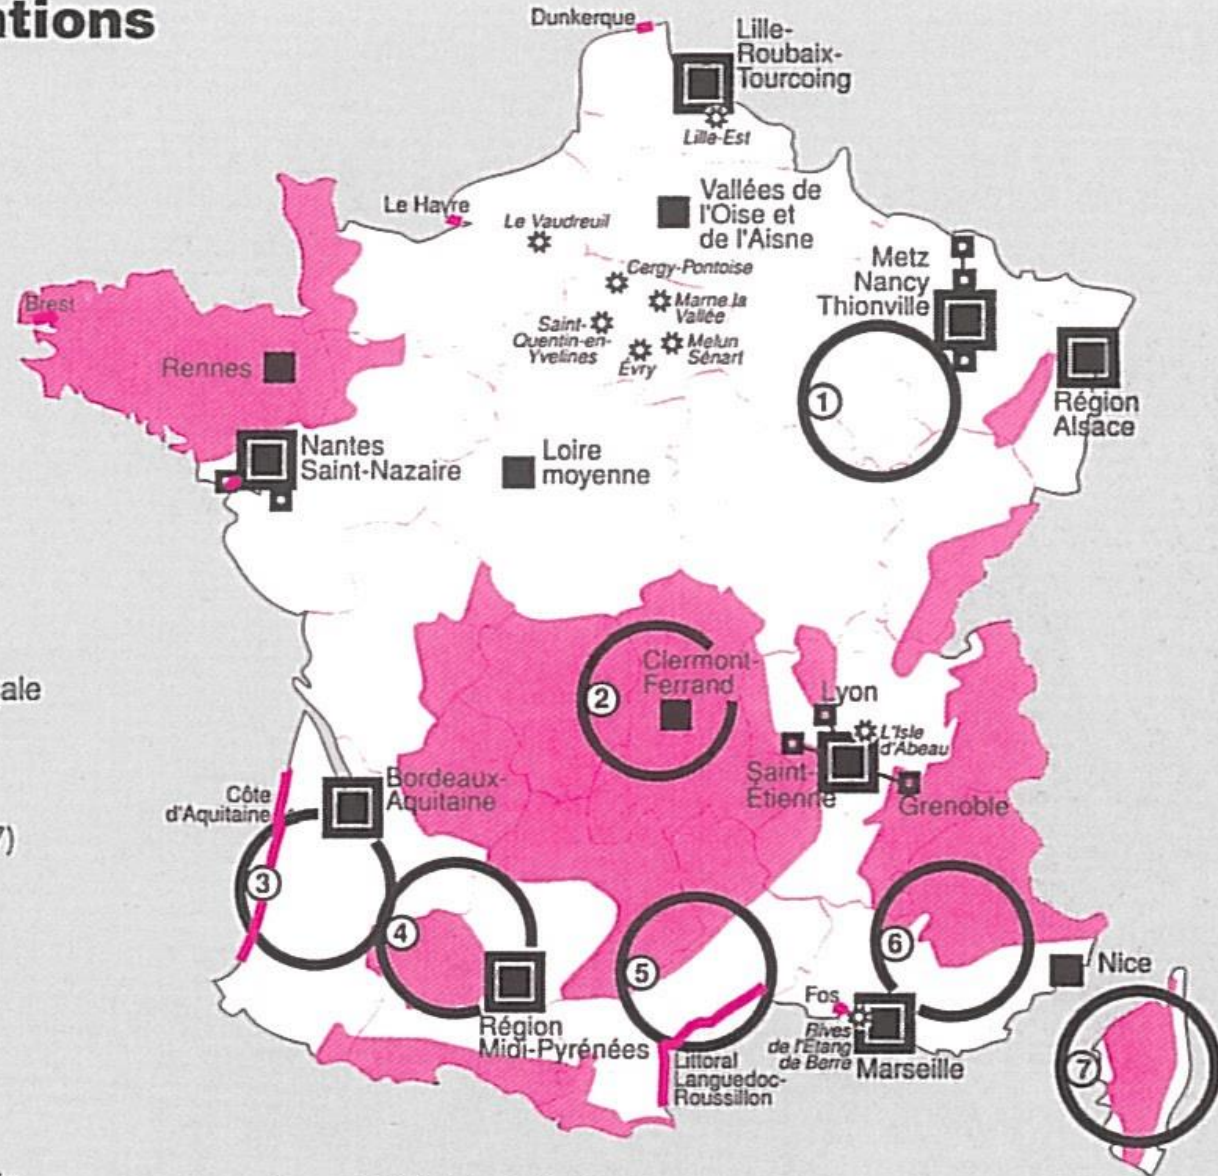 ations
Dunkerque
Lille-
Roubaix-
Tourcoing
Lille-Est
Le Havre
Le Vaudreuil
Vallées de
l'Oise et
de l'Aisne
Cergy-Pontoise
Marne la
Vallée
Saint-
Quentin-en-
Yvelines
Évry
Melun
Sénart
Metz
Nancy
Thionville
Région
Alsace
Brest
Rennes
Nantes
Saint-Nazaire
Loire
moyenne
1
ale
Clermont-
Ferrand
2
Lyon
L'Isle
d'Abeau
Saint-
Étienne
Grenoble
Côte
d'Aquitaine
Bordeaux-
Aquitaine
7)
3
4
5
6
Région
Midi-Pyrénées
Littoral
Languedoc-
Roussillon
Fos
Rives
de l'Etang
de Berre
Marseille
Nice
7